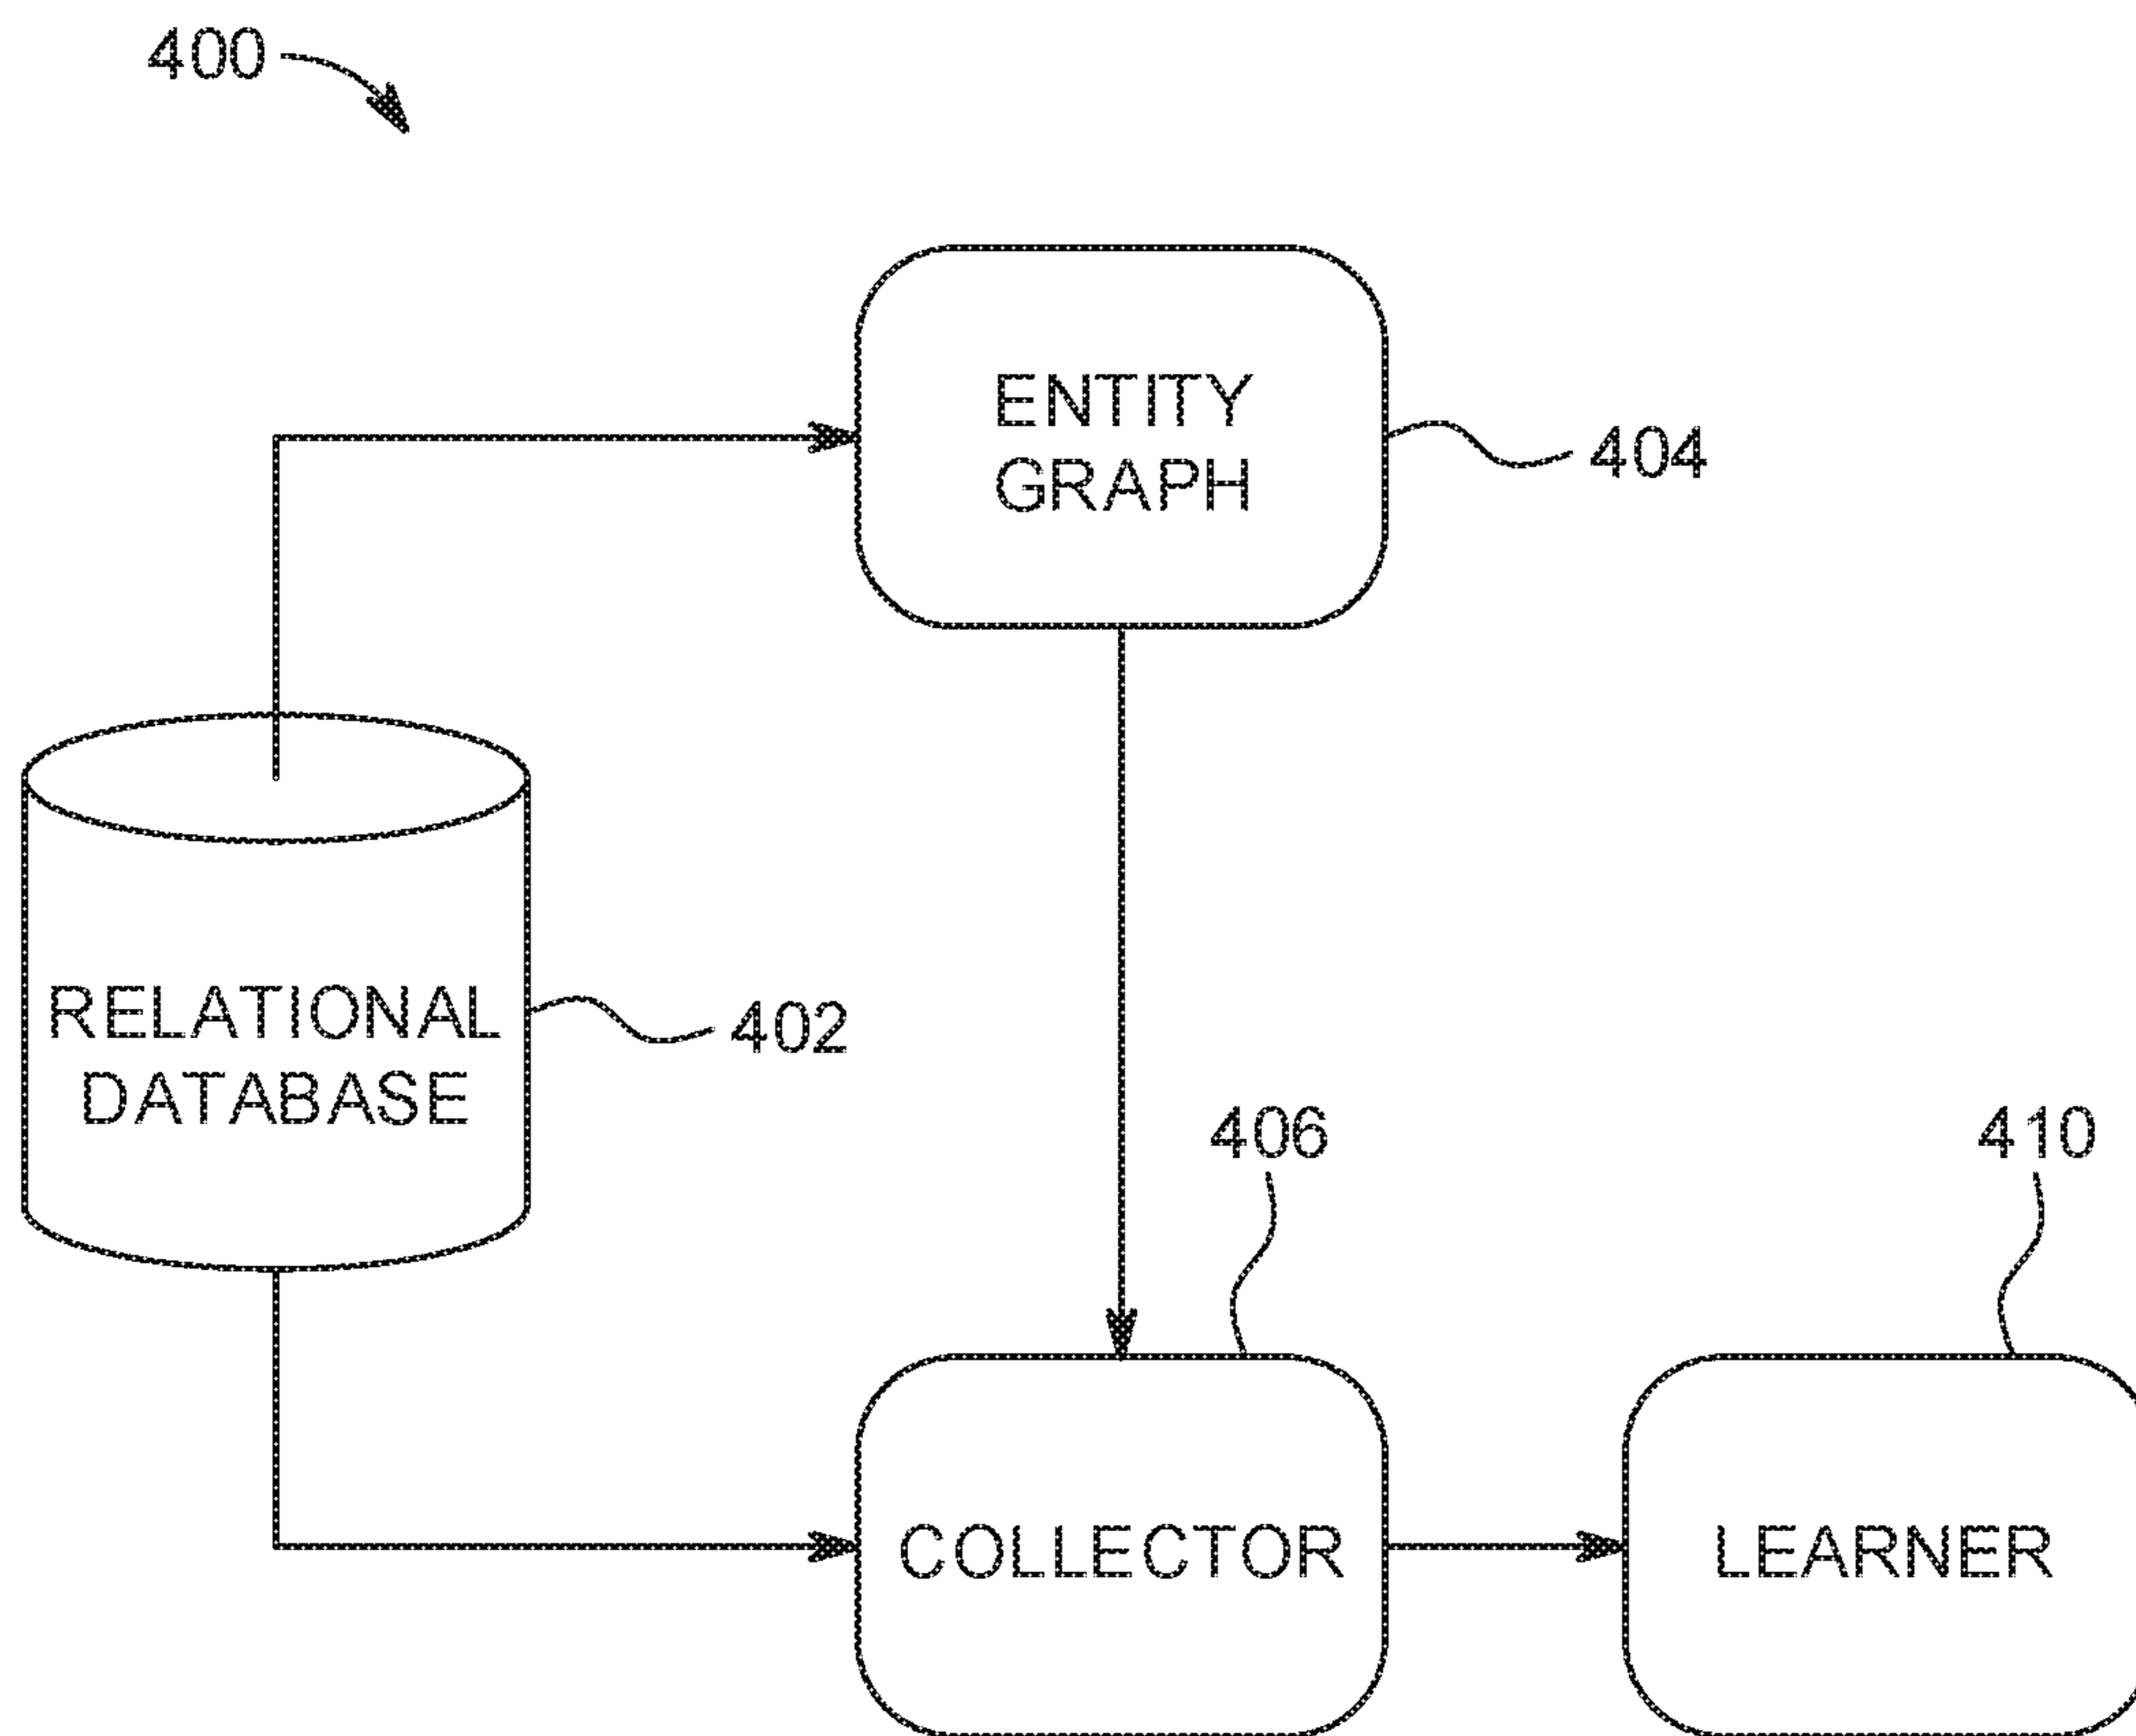 400
ENTITY
GRAPH
404
RELATIONAL
DATABASE
402
406
410
COLLECTOR
LEARNER